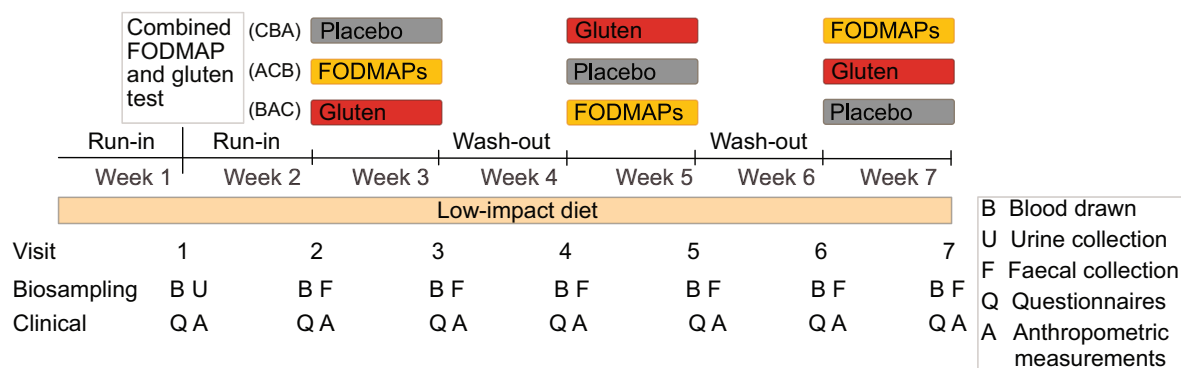 Combined
FODMAP
and gluten
test
(CBA) Placebo Gluten FODMAPs
(ACB) FODMAPs Placebo Gluten
(BAC) Gluten FODMAPs Placebo
Run-in Run-in Wash-out Wash-out
Week 1 Week 2 Week 3 Week 4 Week 5 Week 6 Week 7
Low-impact diet
Visit 1 2 3 4 5 6 7
Biosampling B U B F B F B F B F B F B F
Clinical Q A Q A Q A Q A Q A Q A Q A
B Blood drawn
U Urine collection
F Faecal collection
Q Questionnaires
A Anthropometric
measurements